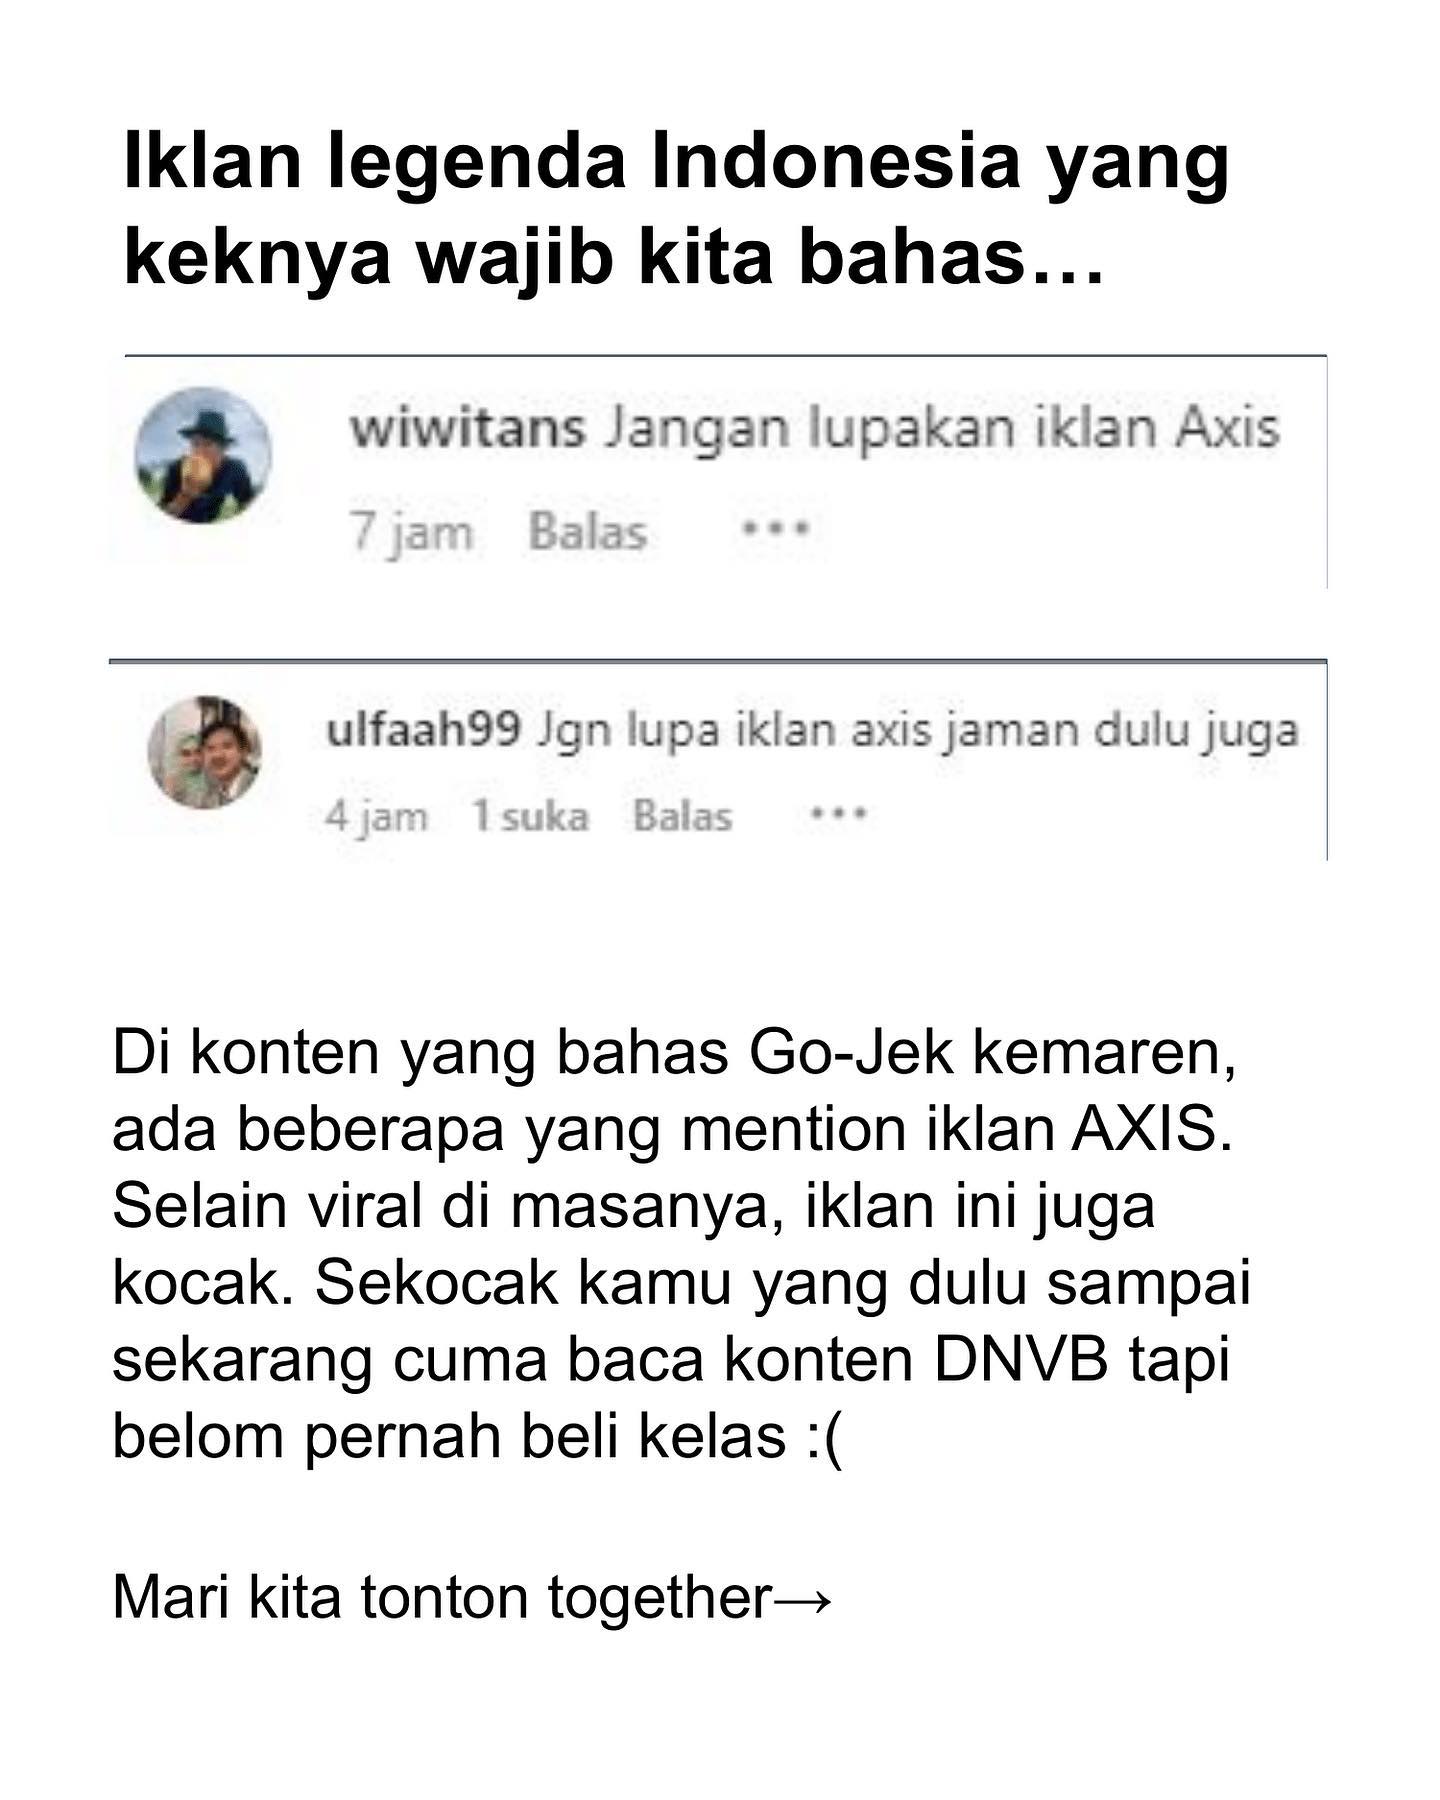 Iklan legenda Indonesia yang
keknya wajib kita bahas...
wiwitans Jangan lupakan iklan Axis
7 jam Balas •••
ulfaah99 Jgn lupa iklan axis jaman dulu juga
4 jam 1 suka Balas •••
Di konten yang bahas Go-Jek kemaren,
ada beberapa yang mention iklan AXIS.
Selain viral di masanya, iklan ini juga
kocak. Sekocak kamu yang dulu sampai
sekarang cuma baca konten DNVB tapi
belom pernah beli kelas :(
Mari kita tonton together→